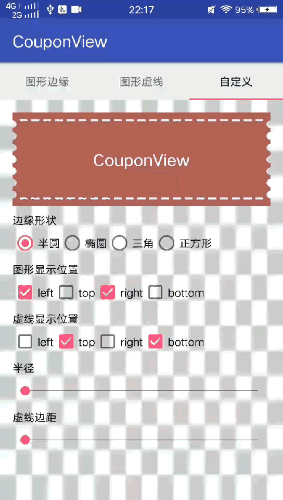 4G 2G 22:17 95%
CouponView
图形边缘 图形虚线 自定义
CouponView
边缘形状
半圆 椭圆 三角 正方形
图形显示位置
left top right bottom
虚线显示位置
left top right bottom
半径
虚线边距